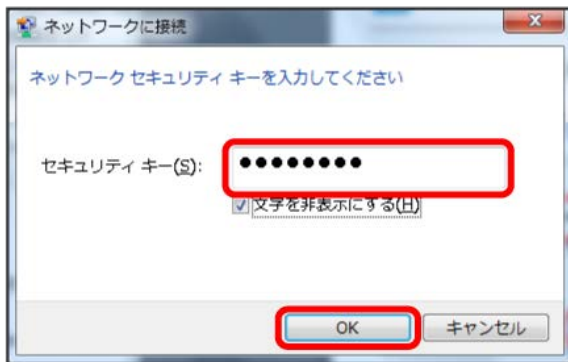 ネットワークに接続
ネットワーク セキュリティ キーを入力してください
セキュリティ キー(S): ●●●●●●●●
文字を非表示にする(H)
OK キャンセル